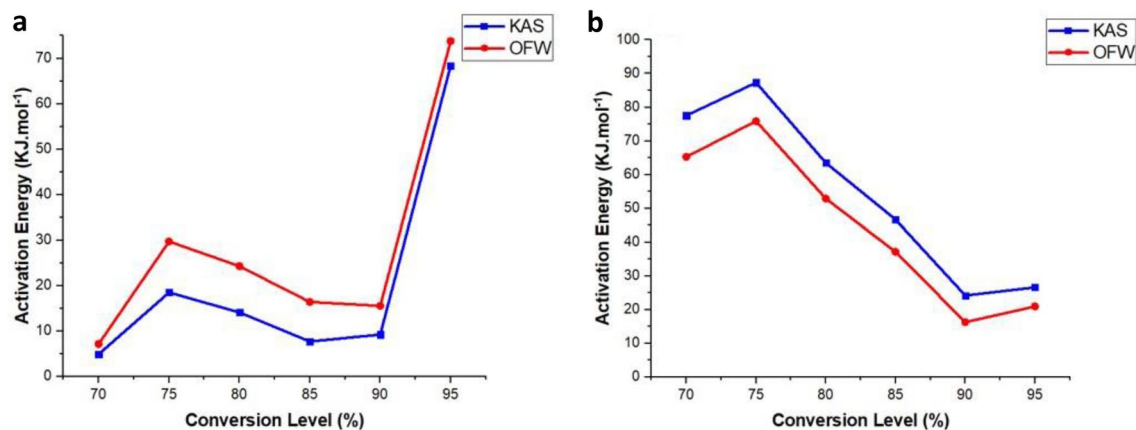 a
KAS
OFW
Activation Energy (KJ.mol⁻¹)
70
60
50
40
30
20
10
0
70 75 80 85 90 95
Conversion Level (%)
b
KAS
OFW
Activation Energy (KJ.mol⁻¹)
100
90
80
70
60
50
40
30
20
10
0
70 75 80 85 90 95
Conversion Level (%)